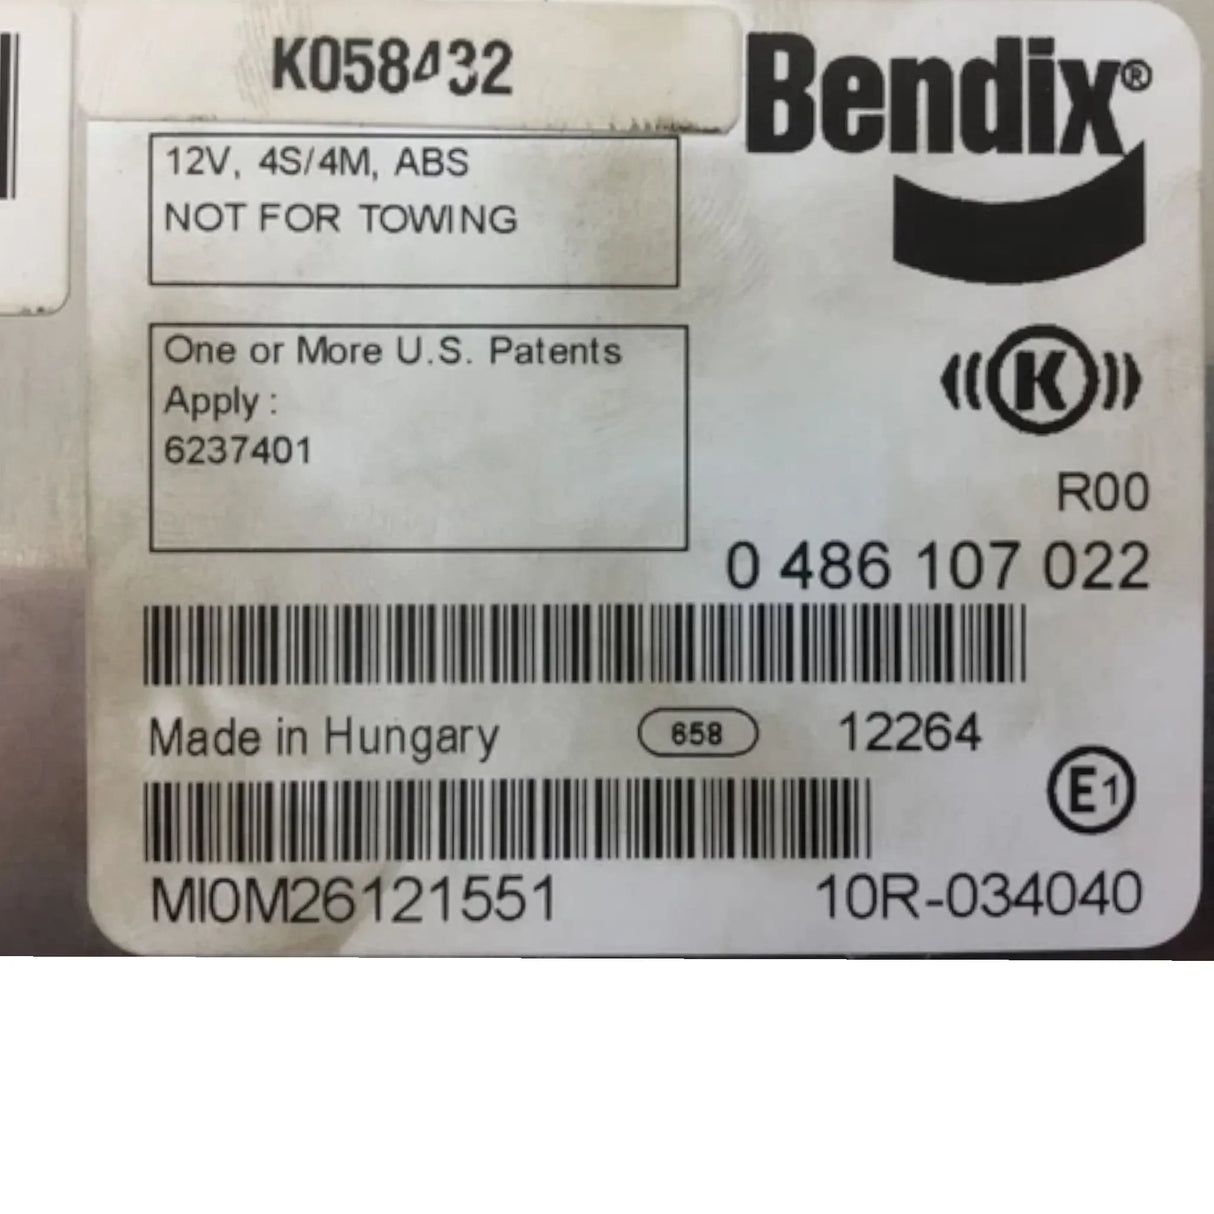 K058432
Bendix®
12V, 4S/4M, ABS
NOT FOR TOWING
One or More U.S. Patents
Apply :
6237401
K
R00
0 486 107 022
Made in Hungary
658
12264
E1
MI0M26121551
10R-034040